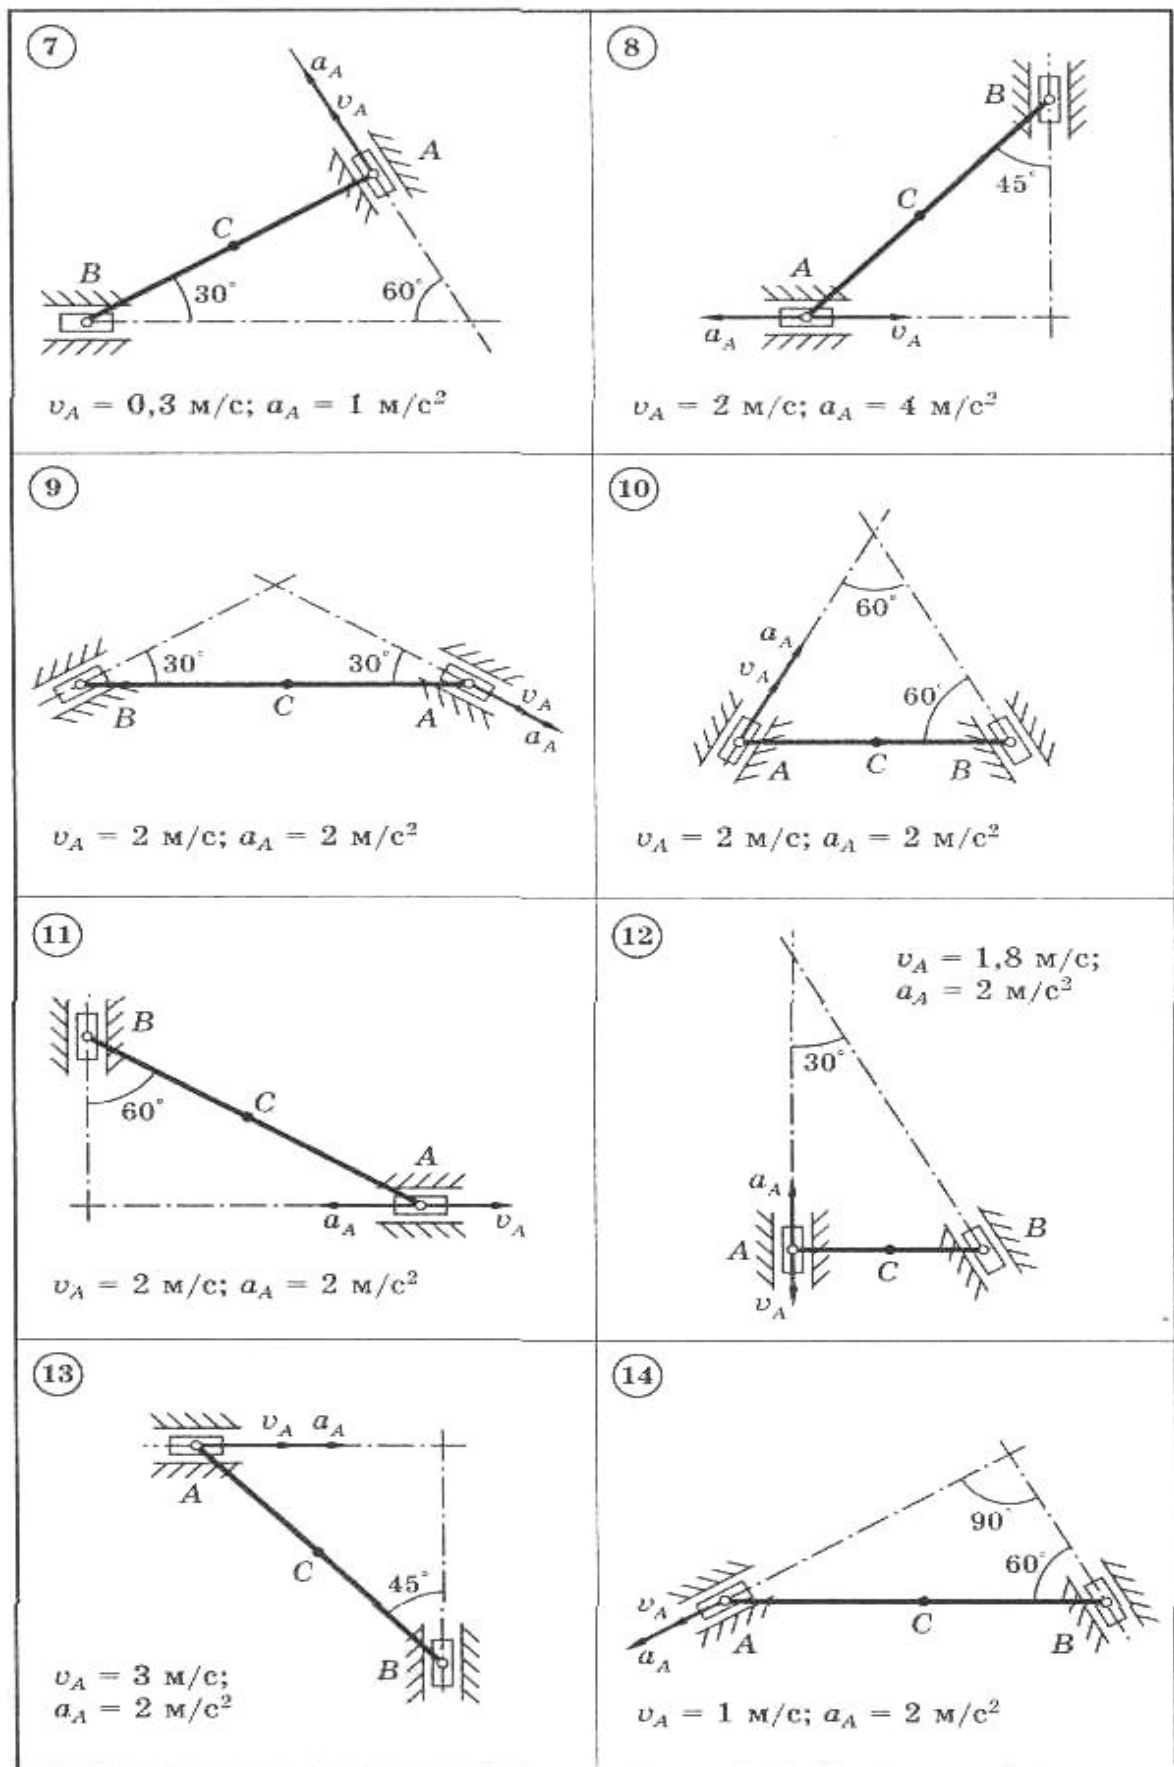 7
a_A
v_A
A
C
B
30°
60°
v_A = 0,3 м/с; a_A = 1 м/с²
8
B
45°
C
A
a_A
v_A
v_A = 2 м/с; a_A = 4 м/с²
9
30°
30°
B
C
A
v_A
a_A
v_A = 2 м/с; a_A = 2 м/с²
10
60°
a_A
v_A
60°
A
C
B
v_A = 2 м/с; a_A = 2 м/с²
11
B
60°
C
A
a_A
v_A
v_A = 2 м/с; a_A = 2 м/с²
12
v_A = 1,8 м/с;
a_A = 2 м/с²
30°
a_A
A
B
C
v_A
13
v_A
a_A
A
C
45°
B
v_A = 3 м/с;
a_A = 2 м/с²
14
90°
60°
v_A
A
C
B
a_A
v_A = 1 м/с; a_A = 2 м/с²